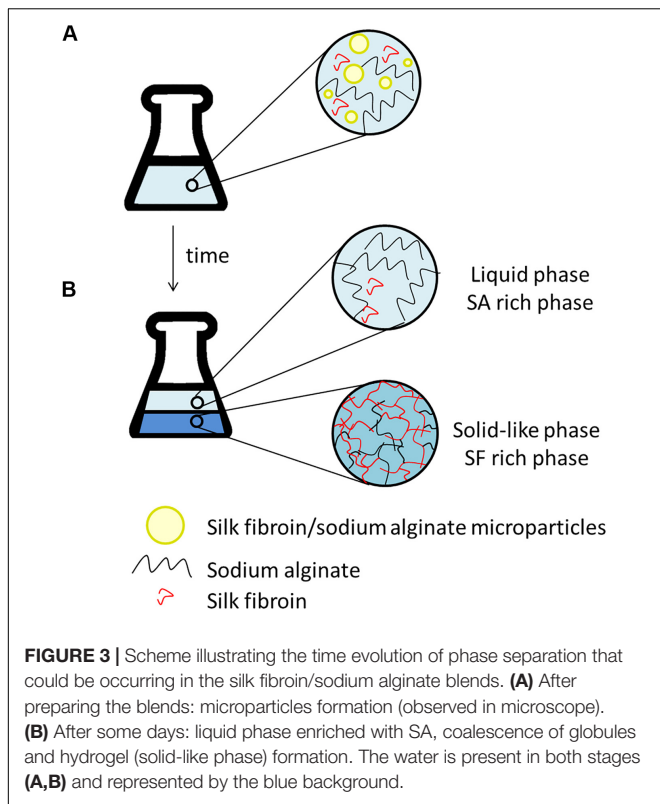 A
time
B
Liquid phase
SA rich phase
Solid-like phase
SF rich phase
Silk fibroin/sodium alginate microparticles
Sodium alginate
Silk fibroin
FIGURE 3 | Scheme illustrating the time evolution of phase separation that
could be occurring in the silk fibroin/sodium alginate blends. (A) After
preparing the blends: microparticles formation (observed in microscope).
(B) After some days: liquid phase enriched with SA, coalescence of globules
and hydrogel (solid-like phase) formation. The water is present in both stages
(A,B) and represented by the blue background.